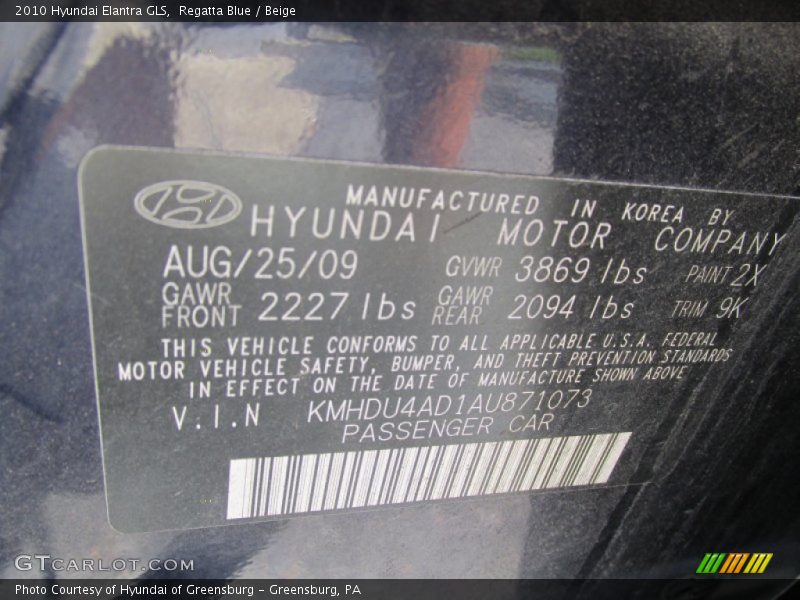 2010 Hyundai Elantra GLS, Regatta Blue / Beige
MANUFACTURED IN KOREA BY
HYUNDAI MOTOR COMPANY
AUG/25/09 GVWR 3869 lbs PAINT 2X
GAWR FRONT 2227 lbs GAWR REAR 2094 lbs TRIM 9K
THIS VEHICLE CONFORMS TO ALL APPLICABLE U.S.A. FEDERAL
MOTOR VEHICLE SAFETY, BUMPER, AND THEFT PREVENTION STANDARDS
IN EFFECT ON THE DATE OF MANUFACTURE SHOWN ABOVE
V.I.N KMHDU4AD1AU871073
PASSENGER CAR
GTCARLOT.COM
Photo Courtesy of Hyundai of Greensburg - Greensburg, PA